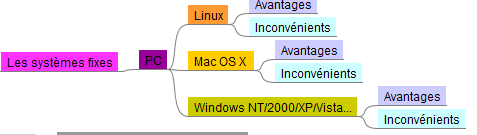 Les systèmes fixes
PC
Linux
Avantages
Inconvénients
Mac OS X
Avantages
Inconvénients
Windows NT/2000/XP/Vista...
Avantages
Inconvénients